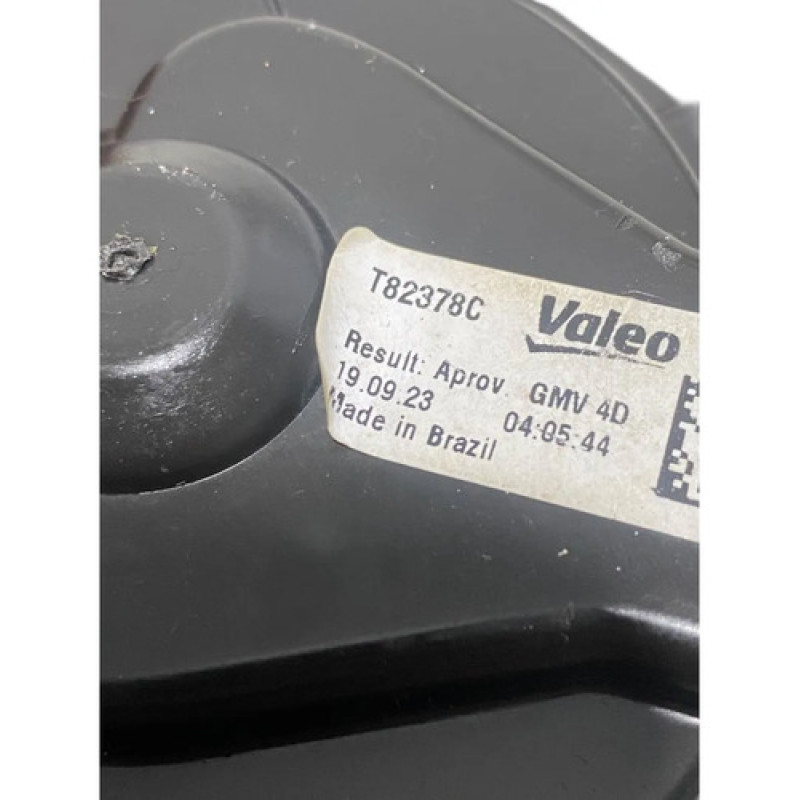 T82378C Valeo
Result: Aprov. GMV 4D
19.09.23 04:05:44
Made in Brazil